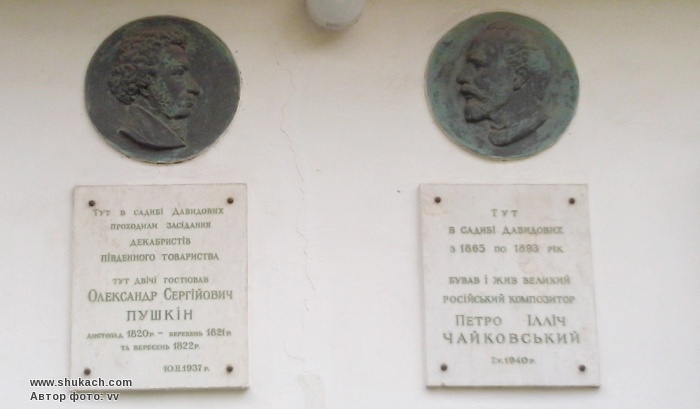 Тут в садибі Давидових
проходили засідання
декабристів
Південного товариства
тут двічі гостював
Олександр Сергійович
ПУШКІН
листопад 1820 р. – березень 1821 р.
та вересень 1822 р.
10.II.1937 р.
Тут
в садибі Давидових
з 1865 по 1893 рік
бував і жив великий
російський композитор
Петро Ілліч
ЧАЙКОВСЬКИЙ
1940 р.
www.shukach.com
Автор фото: vv